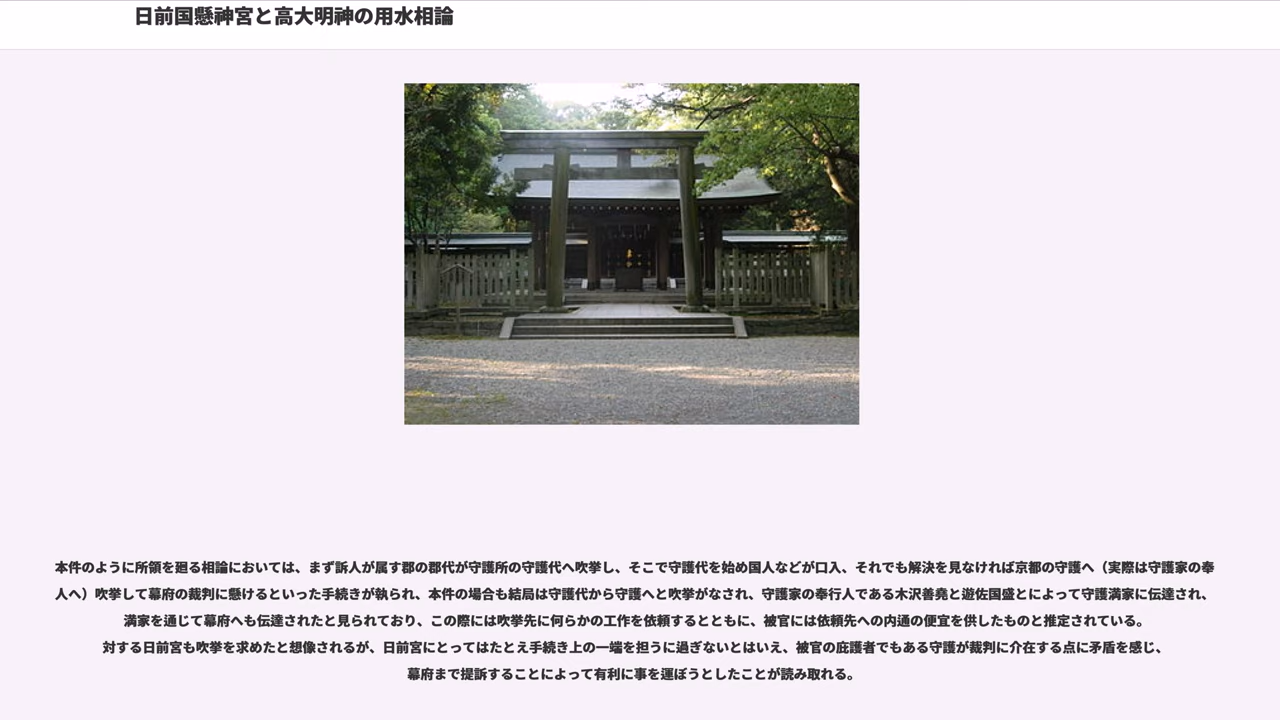 日前国懸神宮と高大明神の用水相論
本件のように所領を廻る相論においては、まず訴人が属す郡の郡代が守護所の守護代へ吹挙し、そこで守護代を始め国人などが口入、それでも解決を見なければ京都の守護へ（実際は守護家の奉
人へ）吹挙して幕府の裁判に懸けるといった手続きが執られ、本件の場合も結局は守護代から守護へと吹挙がなされ、守護家の奉行人である木沢善堯と遊佐国盛とによって守護満家に伝達され、
満家を通じて幕府へも伝達されたと見られており、この際には吹挙先に何らかの工作を依頼するとともに、被官には依頼先への内通の便宜を供したものと推定されている。
対する日前宮も吹挙を求めたと想像されるが、日前宮にとってはたとえ手続き上の一端を担うに過ぎないとはいえ、被官の庇護者でもある守護が裁判に介在する点に矛盾を感じ、
幕府まで提訴することによって有利に事を運ぼうとしたことが読み取れる。